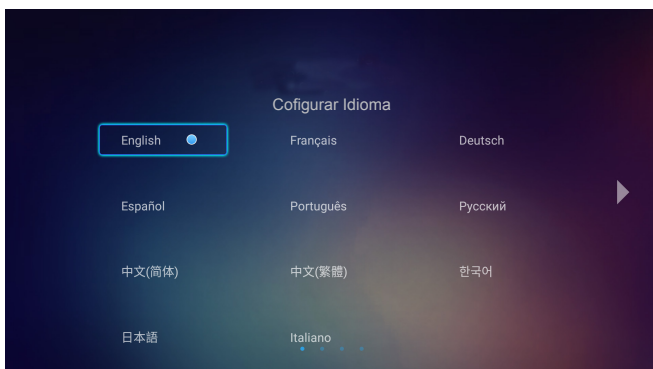 Cofigurar Idioma
English Français Deutsch
Español Português Русский
中文(简体) 中文(繁體) 한국어
日本語 Italiano